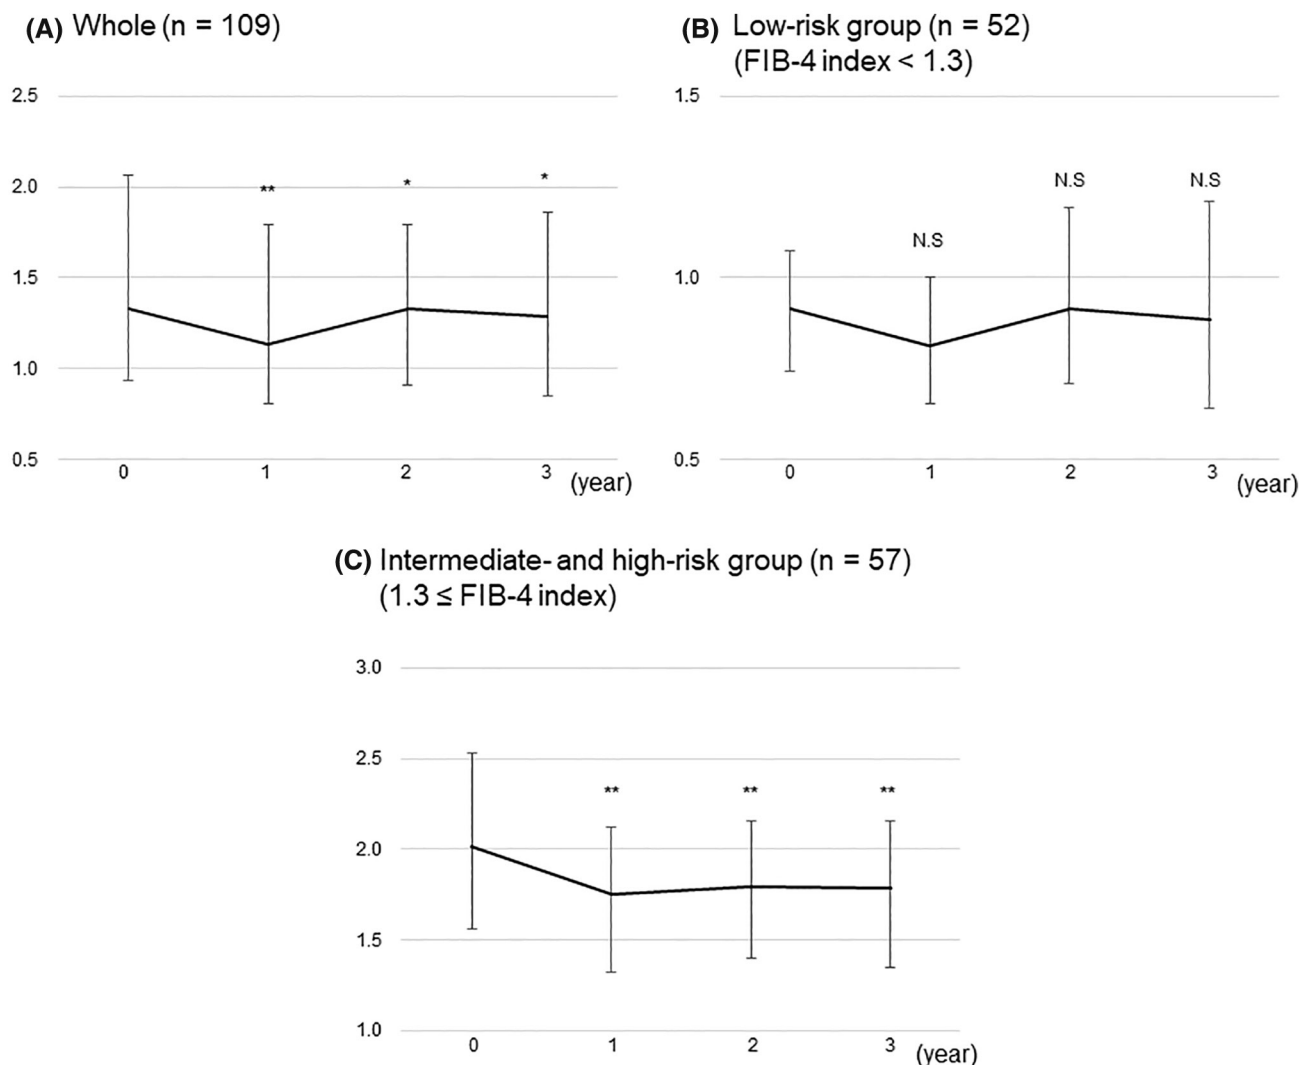 (A) Whole (n = 109)
2.5
2.0
1.5
1.0
0.5
**
*
*
0 1 2 3
(year)
(B) Low-risk group (n = 52)
(FIB-4 index < 1.3)
1.5
1.0
0.5
N.S
N.S
N.S
0 1 2 3
(year)
(C) Intermediate- and high-risk group (n = 57)
(1.3 ≤ FIB-4 index)
3.0
2.5
2.0
1.5
1.0
** ** **
0 1 2 3
(year)